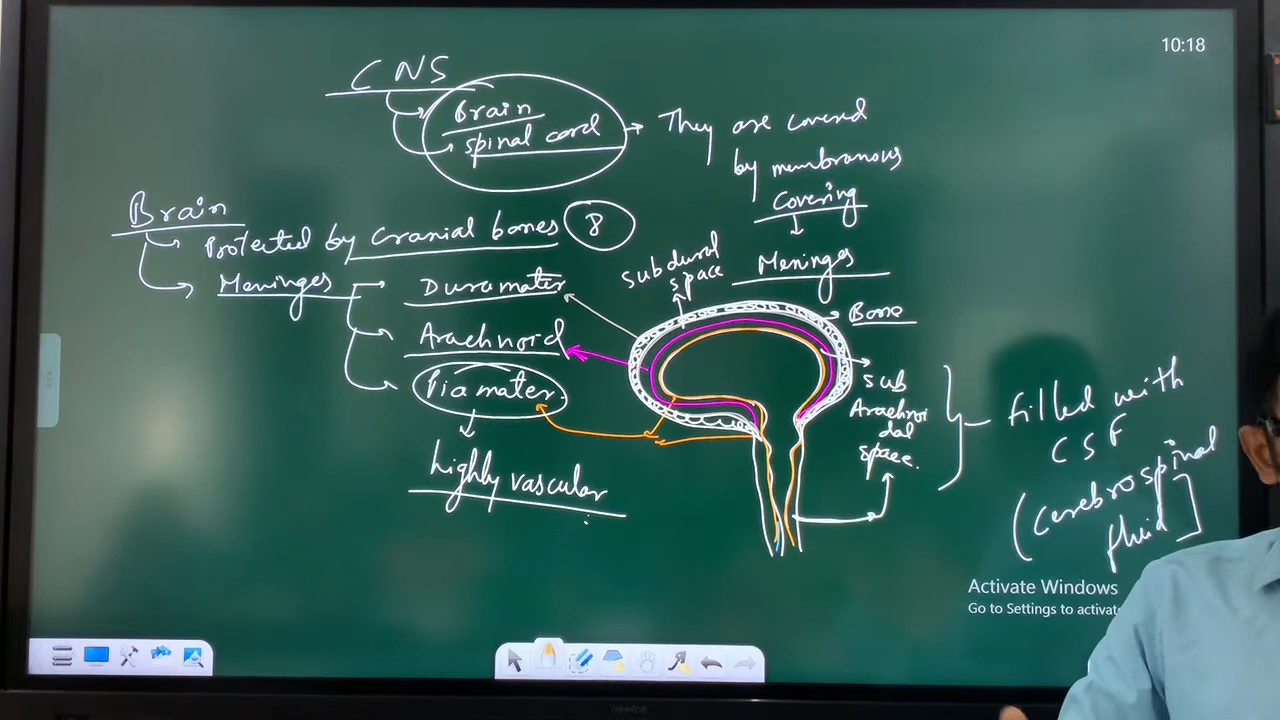 10:18
CNS
Brain
spinal cord
They are covered
by membranous
Covering
Meninges
Brain
Protected by Cranial bones 8
Meninges
Duramater
Arachnoid
Pia mater.
highly vascular
Subdural
space
Bone
Sub
Arachnoi
dal
space.
filled with
CSF
(Cerebrospinal
fluid]
Activate Windows
Go to Settings to activat